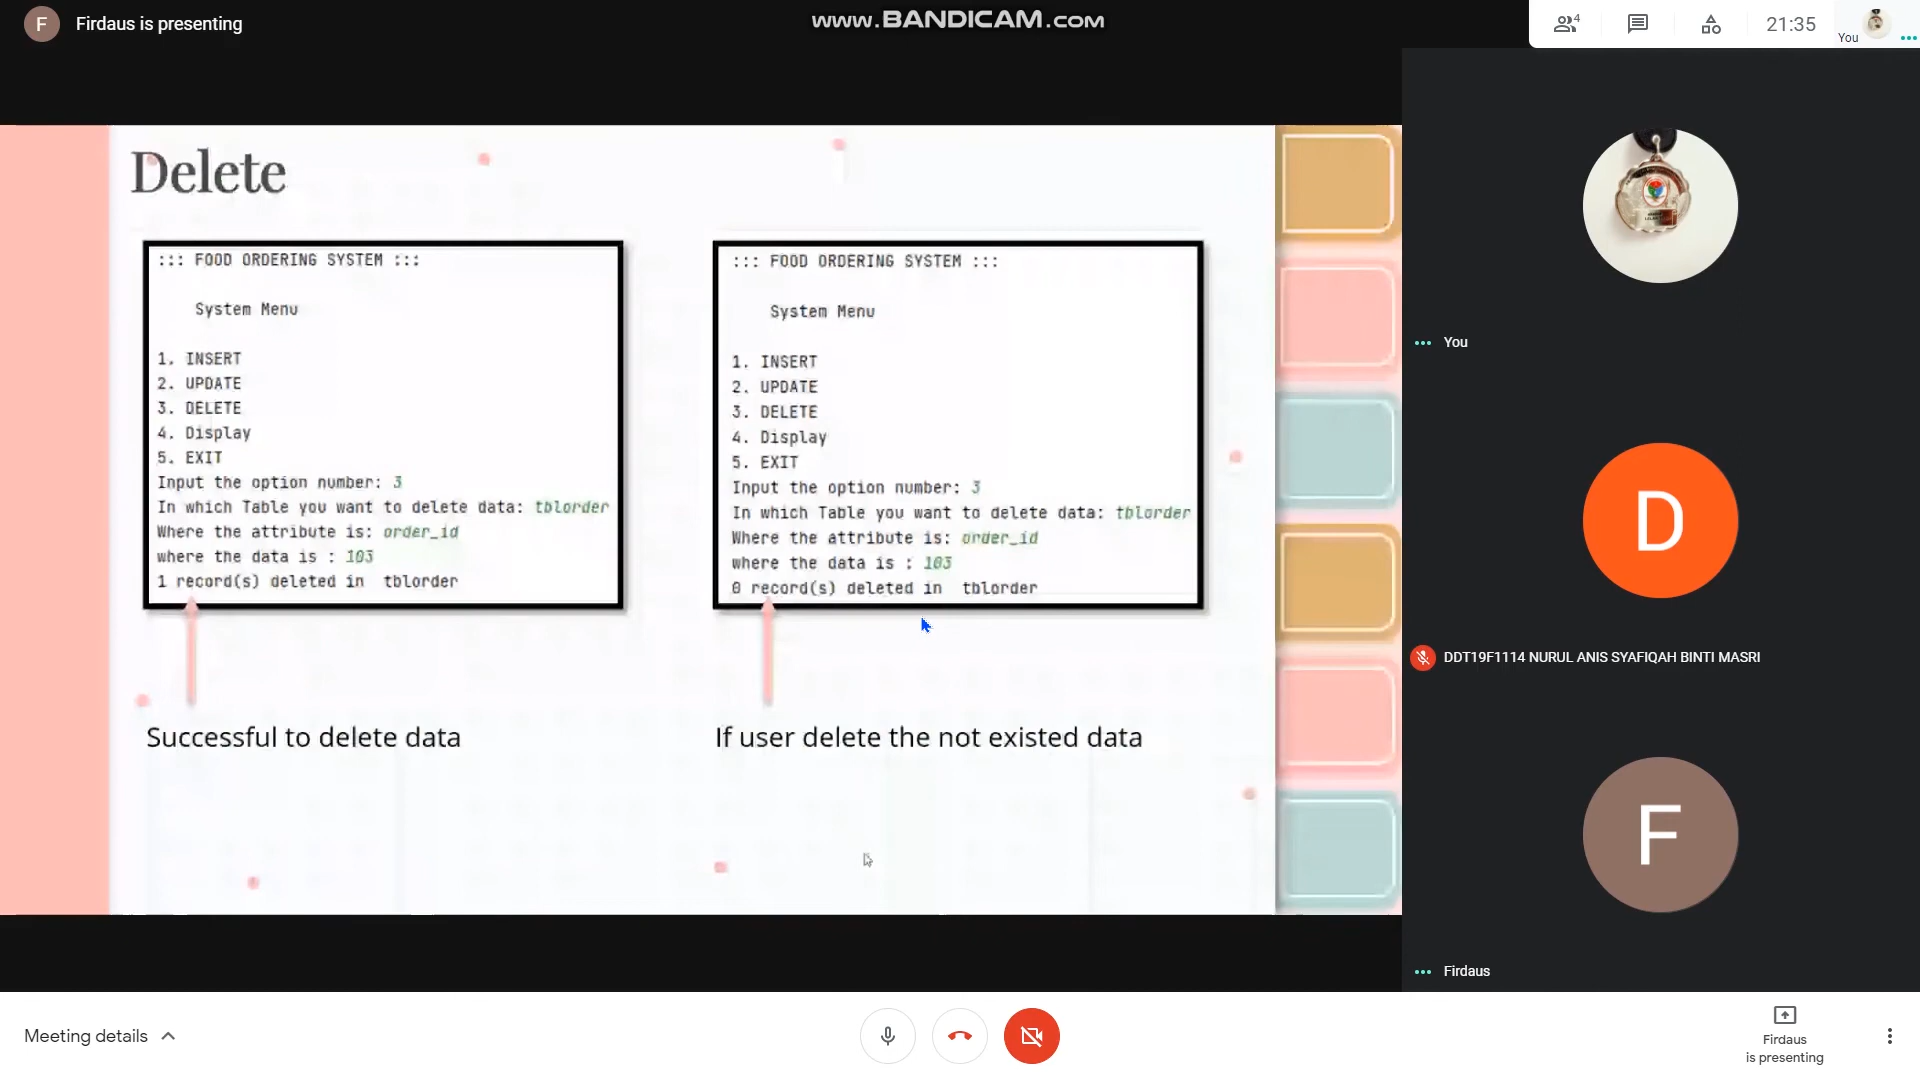 F
Firdaus is presenting
www.BANDICAM.com
4
21:35
You
Delete
::: FOOD ORDERING SYSTEM :::
System Menu
1. INSERT
2. UPDATE
3. DELETE
4. Display
5. EXIT
Input the option number: 3
In which Table you want to delete data: tblorder
Where the attribute is: order_id
where the data is : 103
1 record(s) deleted in  tblorder
Successful to delete data
::: FOOD ORDERING SYSTEM :::
System Menu
1. INSERT
2. UPDATE
3. DELETE
4. Display
5. EXIT
Input the option number: 3
In which Table you want to delete data: tblorder
Where the attribute is: order_id
where the data is : 103
0 record(s) deleted in  tblorder
If user delete the not existed data
You
D
DDT19F1114 NURUL ANIS SYAFIQAH BINTI MASRI
F
Firdaus
Meeting details
Firdaus
is presenting